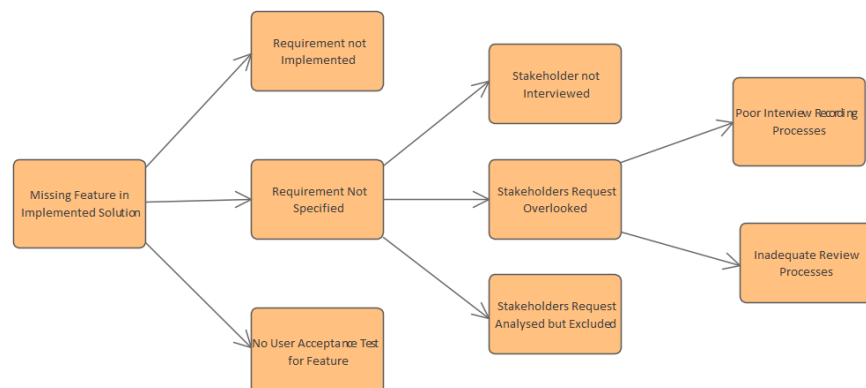 Requirement not
Implemented
Stakeholder not
Interviewed
Poor Interview Recording
Processes
Missing Feature in
Implemented Solution
Requirement Not
Specified
Stakeholders Request
Overlooked
Inadequate Review
Processes
Stakeholders Request
Analysed but Excluded
No User Acceptance Test
for Feature